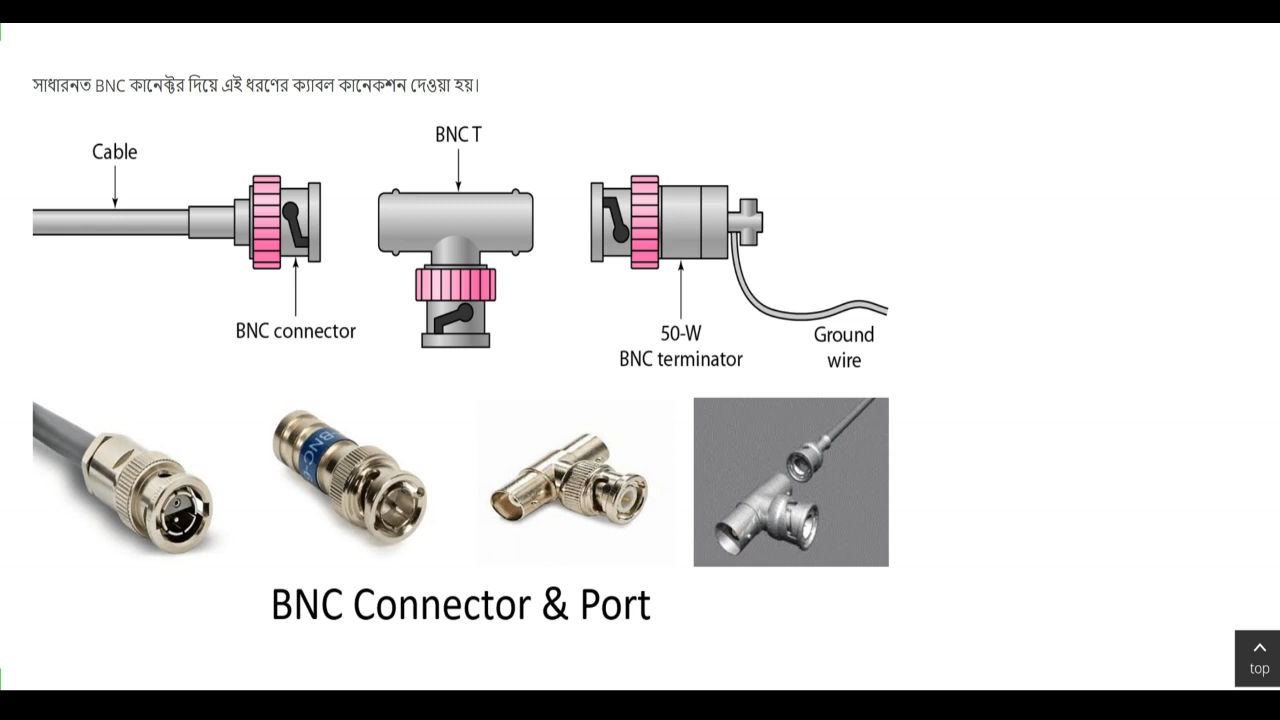 সাধারনত BNC কানেক্টর দিয়ে এই ধরণের ক্যাবল কানেকশন দেওয়া হয়।
BNC T
Cable
BNC connector
50-W
BNC terminator
Ground
wire
BNC Connector & Port
top